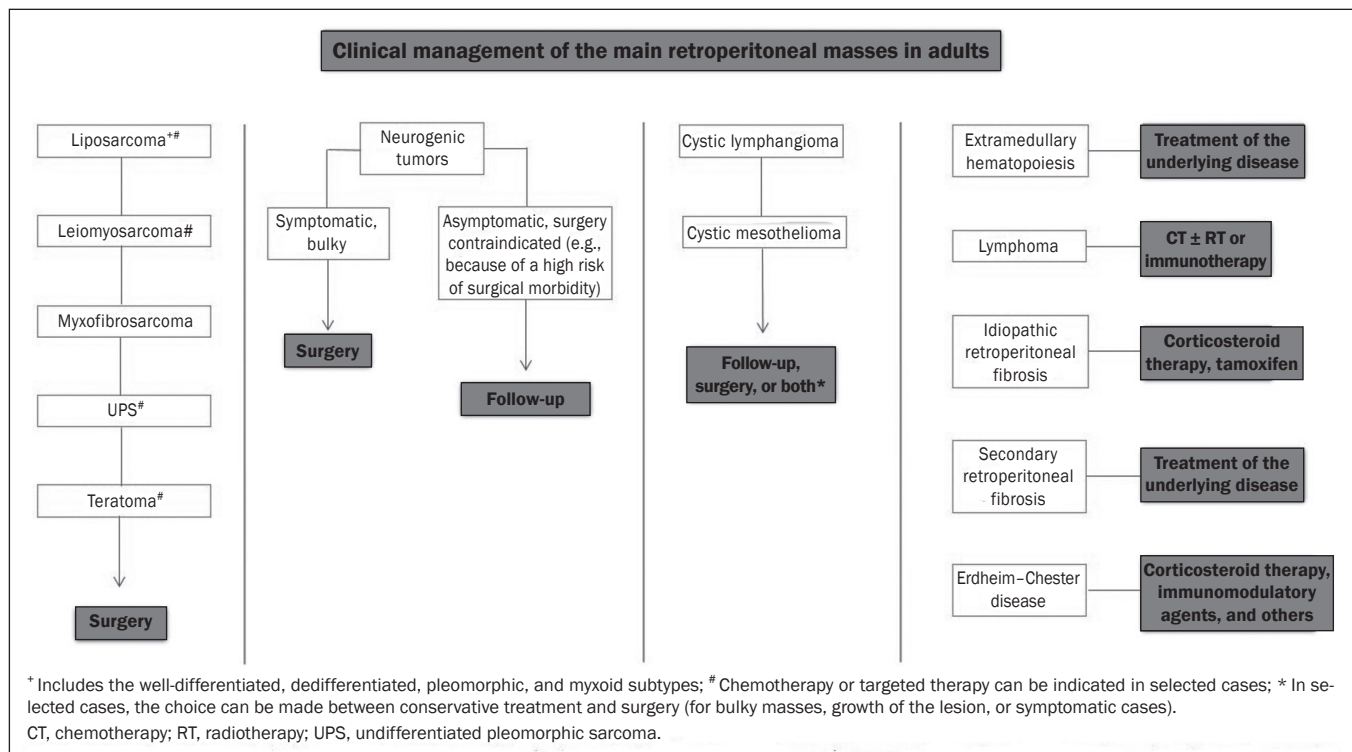 Clinical management of the main retroperitoneal masses in adults
Liposarcoma⁺#
Leiomyosarcoma#
Myxofibrosarcoma
UPS#
Teratoma#
Surgery
Neurogenic
tumors
Symptomatic,
bulky
Surgery
Asymptomatic, surgery
contraindicated (e.g.,
because of a high risk
of surgical morbidity)
Follow-up
Cystic lymphangioma
Cystic mesothelioma
Follow-up,
surgery, or both*
Extramedullary
hematopoiesis
Treatment of the
underlying disease
Lymphoma
CT ± RT or
immunotherapy
Idiopathic
retroperitoneal
fibrosis
Corticosteroid
therapy, tamoxifen
Secondary
retroperitoneal
fibrosis
Treatment of the
underlying disease
Erdheim–Chester
disease
Corticosteroid therapy,
immunomodulatory
agents, and others
⁺ Includes the well-differentiated, dedifferentiated, pleomorphic, and myxoid subtypes; # Chemotherapy or targeted therapy can be indicated in selected cases; * In se-
lected cases, the choice can be made between conservative treatment and surgery (for bulky masses, growth of the lesion, or symptomatic cases).
CT, chemotherapy; RT, radiotherapy; UPS, undifferentiated pleomorphic sarcoma.